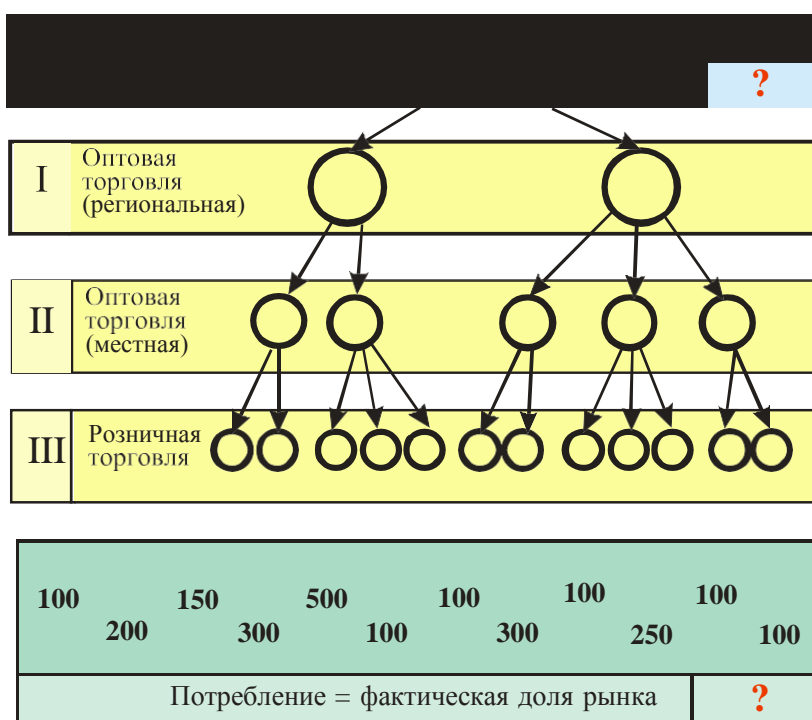 ?
I
Оптовая
торговля
(региональная)
II
Оптовая
торговля
(местная)
III
Розничная
торговля
100 150 500 100 100 100
200 300 100 300 250 100
Потребление = фактическая доля рынка ?